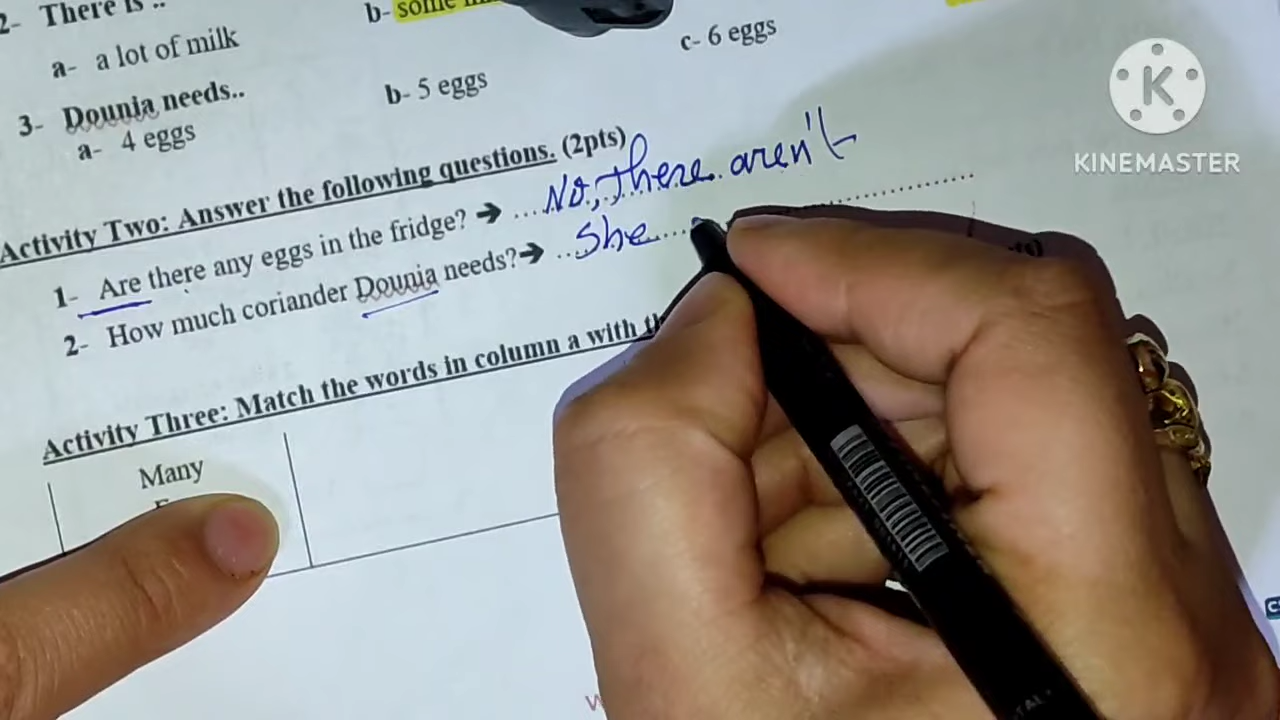 2- There is ..
a- a lot of milk
b- some
c- 6 eggs
3- Dounia needs..
a- 4 eggs
b- 5 eggs
Activity Two: Answer the following questions. (2pts)
1- Are there any eggs in the fridge? ➔ ....No, there aren't
2- How much coriander Dounia needs?➔ ...she......
Activity Three: Match the words in column a with
Many
KINEMASTER